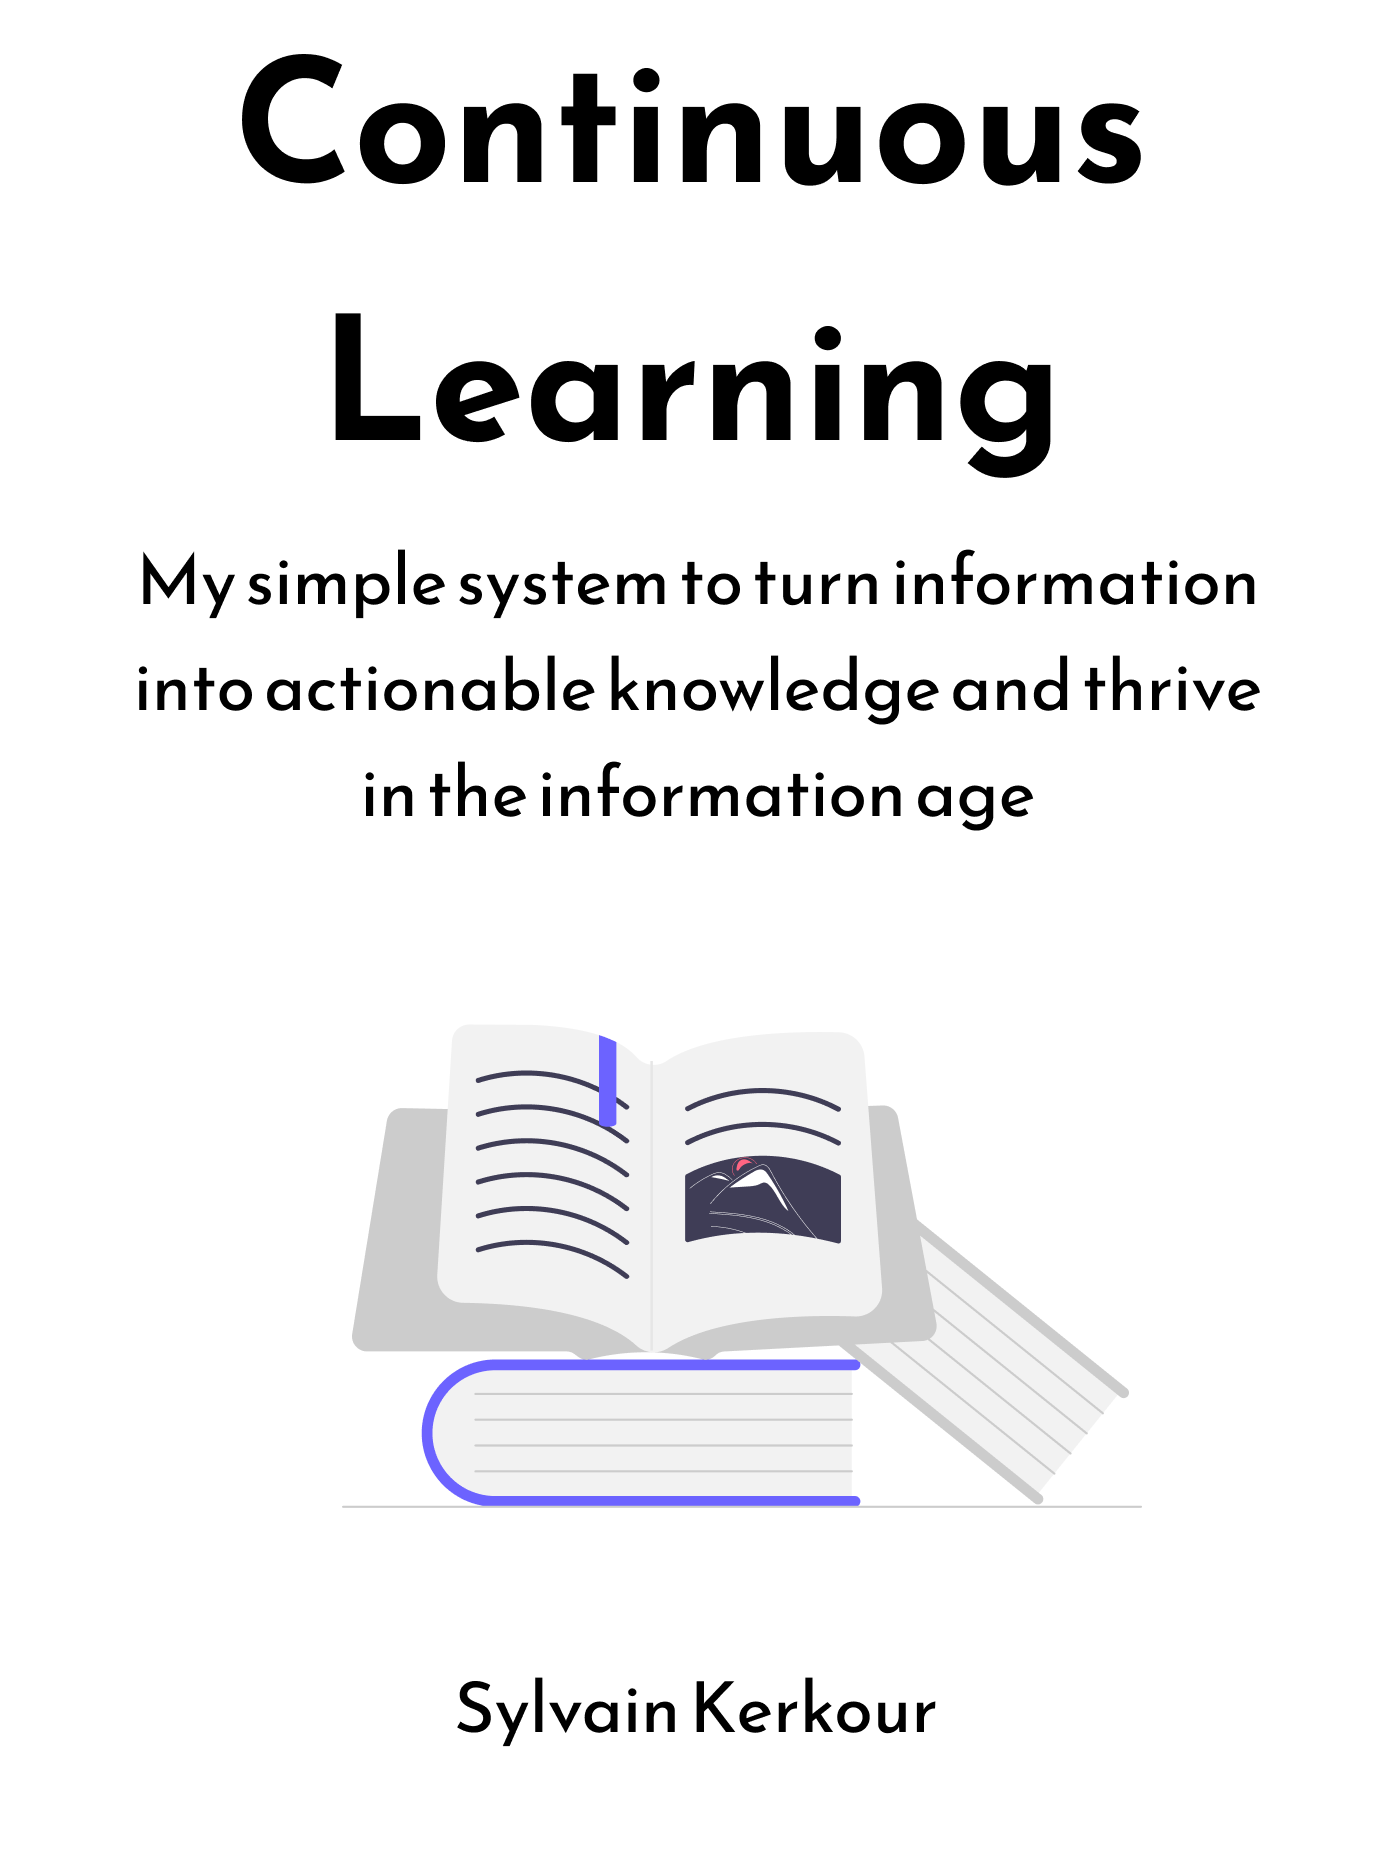 Continuous
Learning
My simple system to turn information
into actionable knowledge and thrive
in the information age
Sylvain Kerkour